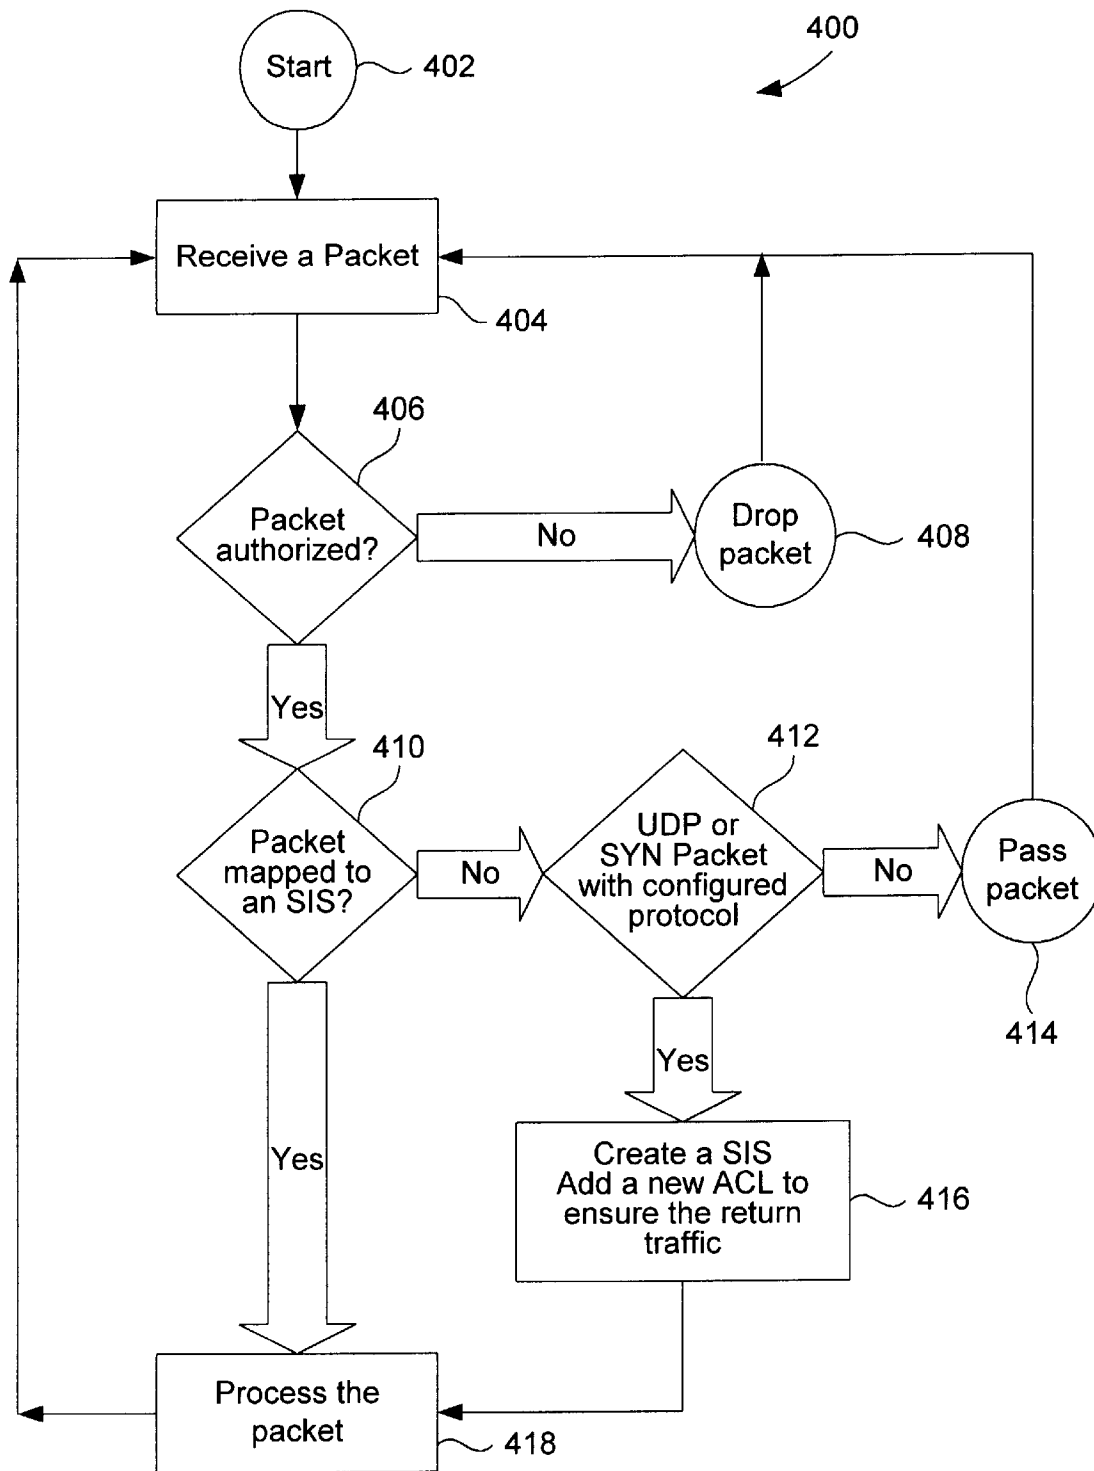 400
Start
402
Receive a Packet
404
406
Packet
authorized?
No
Drop
packet
408
Yes
410
Packet
mapped to
an SIS?
No
412
UDP or
SYN Packet
with configured
protocol
No
Pass
packet
414
Yes
Yes
Create a SIS
Add a new ACL to
ensure the return
traffic
416
Process the
packet
418